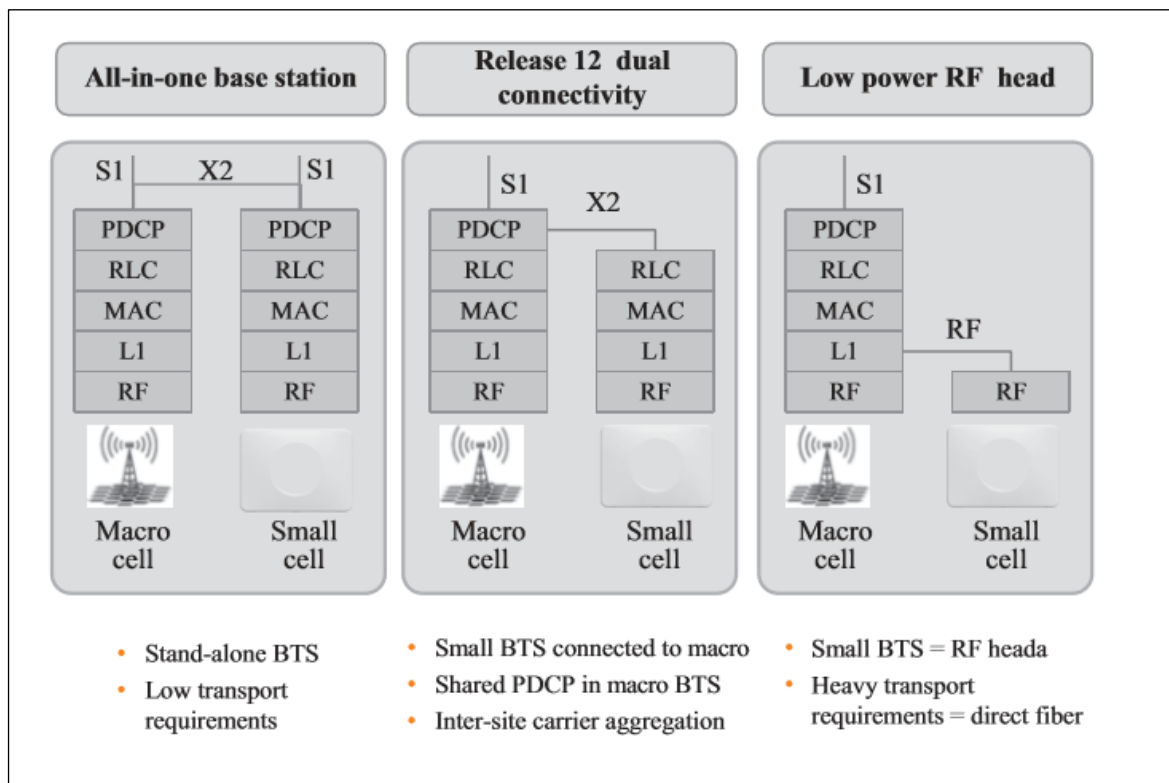 All-in-one base station
Release 12 dual
connectivity
Low power RF head
S1
X2
S1
PDCP
PDCP
RLC
RLC
MAC
MAC
L1
L1
RF
RF
Macro
cell
Small
cell
S1
X2
PDCP
RLC
RLC
MAC
MAC
L1
L1
RF
RF
Macro
cell
Small
cell
S1
PDCP
RLC
MAC
RF
L1
RF
RF
Macro
cell
Small
cell
• Stand-alone BTS
• Low transport
requirements
• Small BTS connected to macro
• Shared PDCP in macro BTS
• Inter-site carrier aggregation
• Small BTS = RF heada
• Heavy transport
requirements = direct fiber